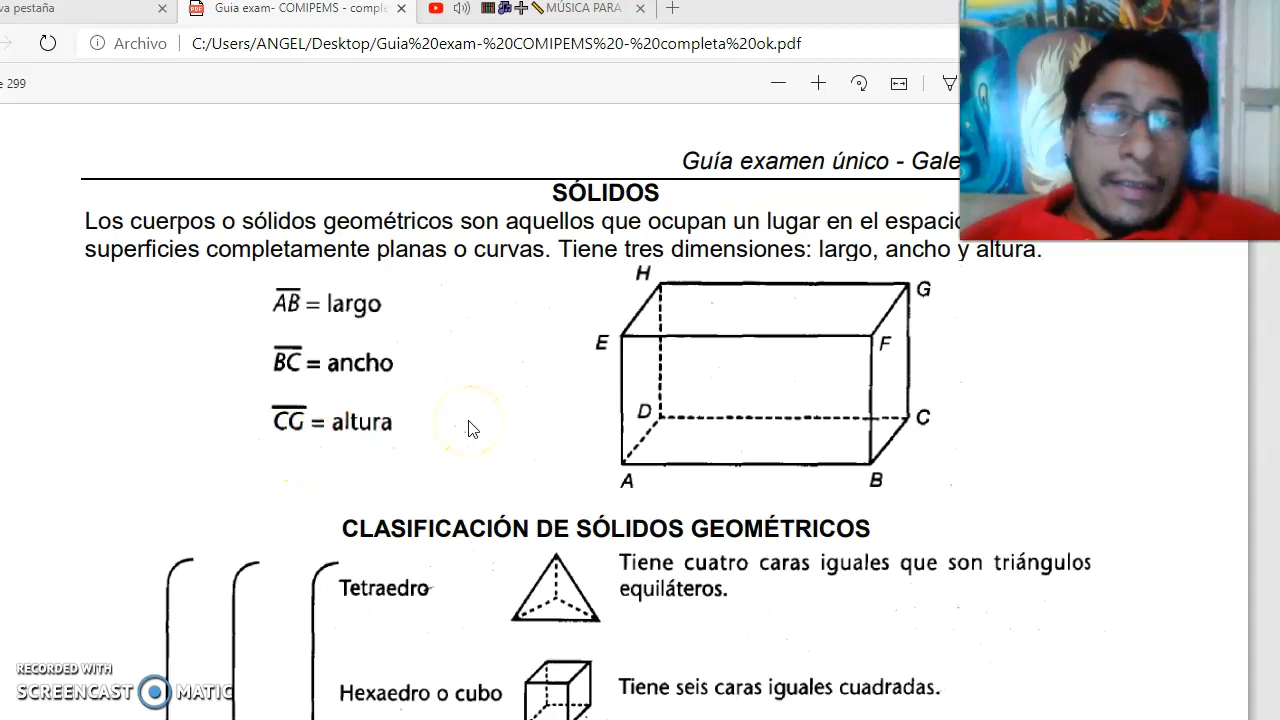 va pestaña
Guia exam- COMIPEMS - comple
MÚSICA PARA
Archivo
C:/Users/ANGEL/Desktop/Guia%20exam-%20COMIPEMS%20-%20completa%20ok.pdf
e 299
Guía examen único - Gale
SÓLIDOS
Los cuerpos o sólidos geométricos son aquellos que ocupan un lugar en el espacio
superficies completamente planas o curvas. Tiene tres dimensiones: largo, ancho y altura.
AB = largo
BC = ancho
CG = altura
H
G
E
F
D
C
A
B
CLASIFICACIÓN DE SÓLIDOS GEOMÉTRICOS
Tetraedro
Tiene cuatro caras iguales que son triángulos
equiláteros.
Hexaedro o cubo
Tiene seis caras iguales cuadradas.
RECORDED WITH
SCREENCAST MATIC